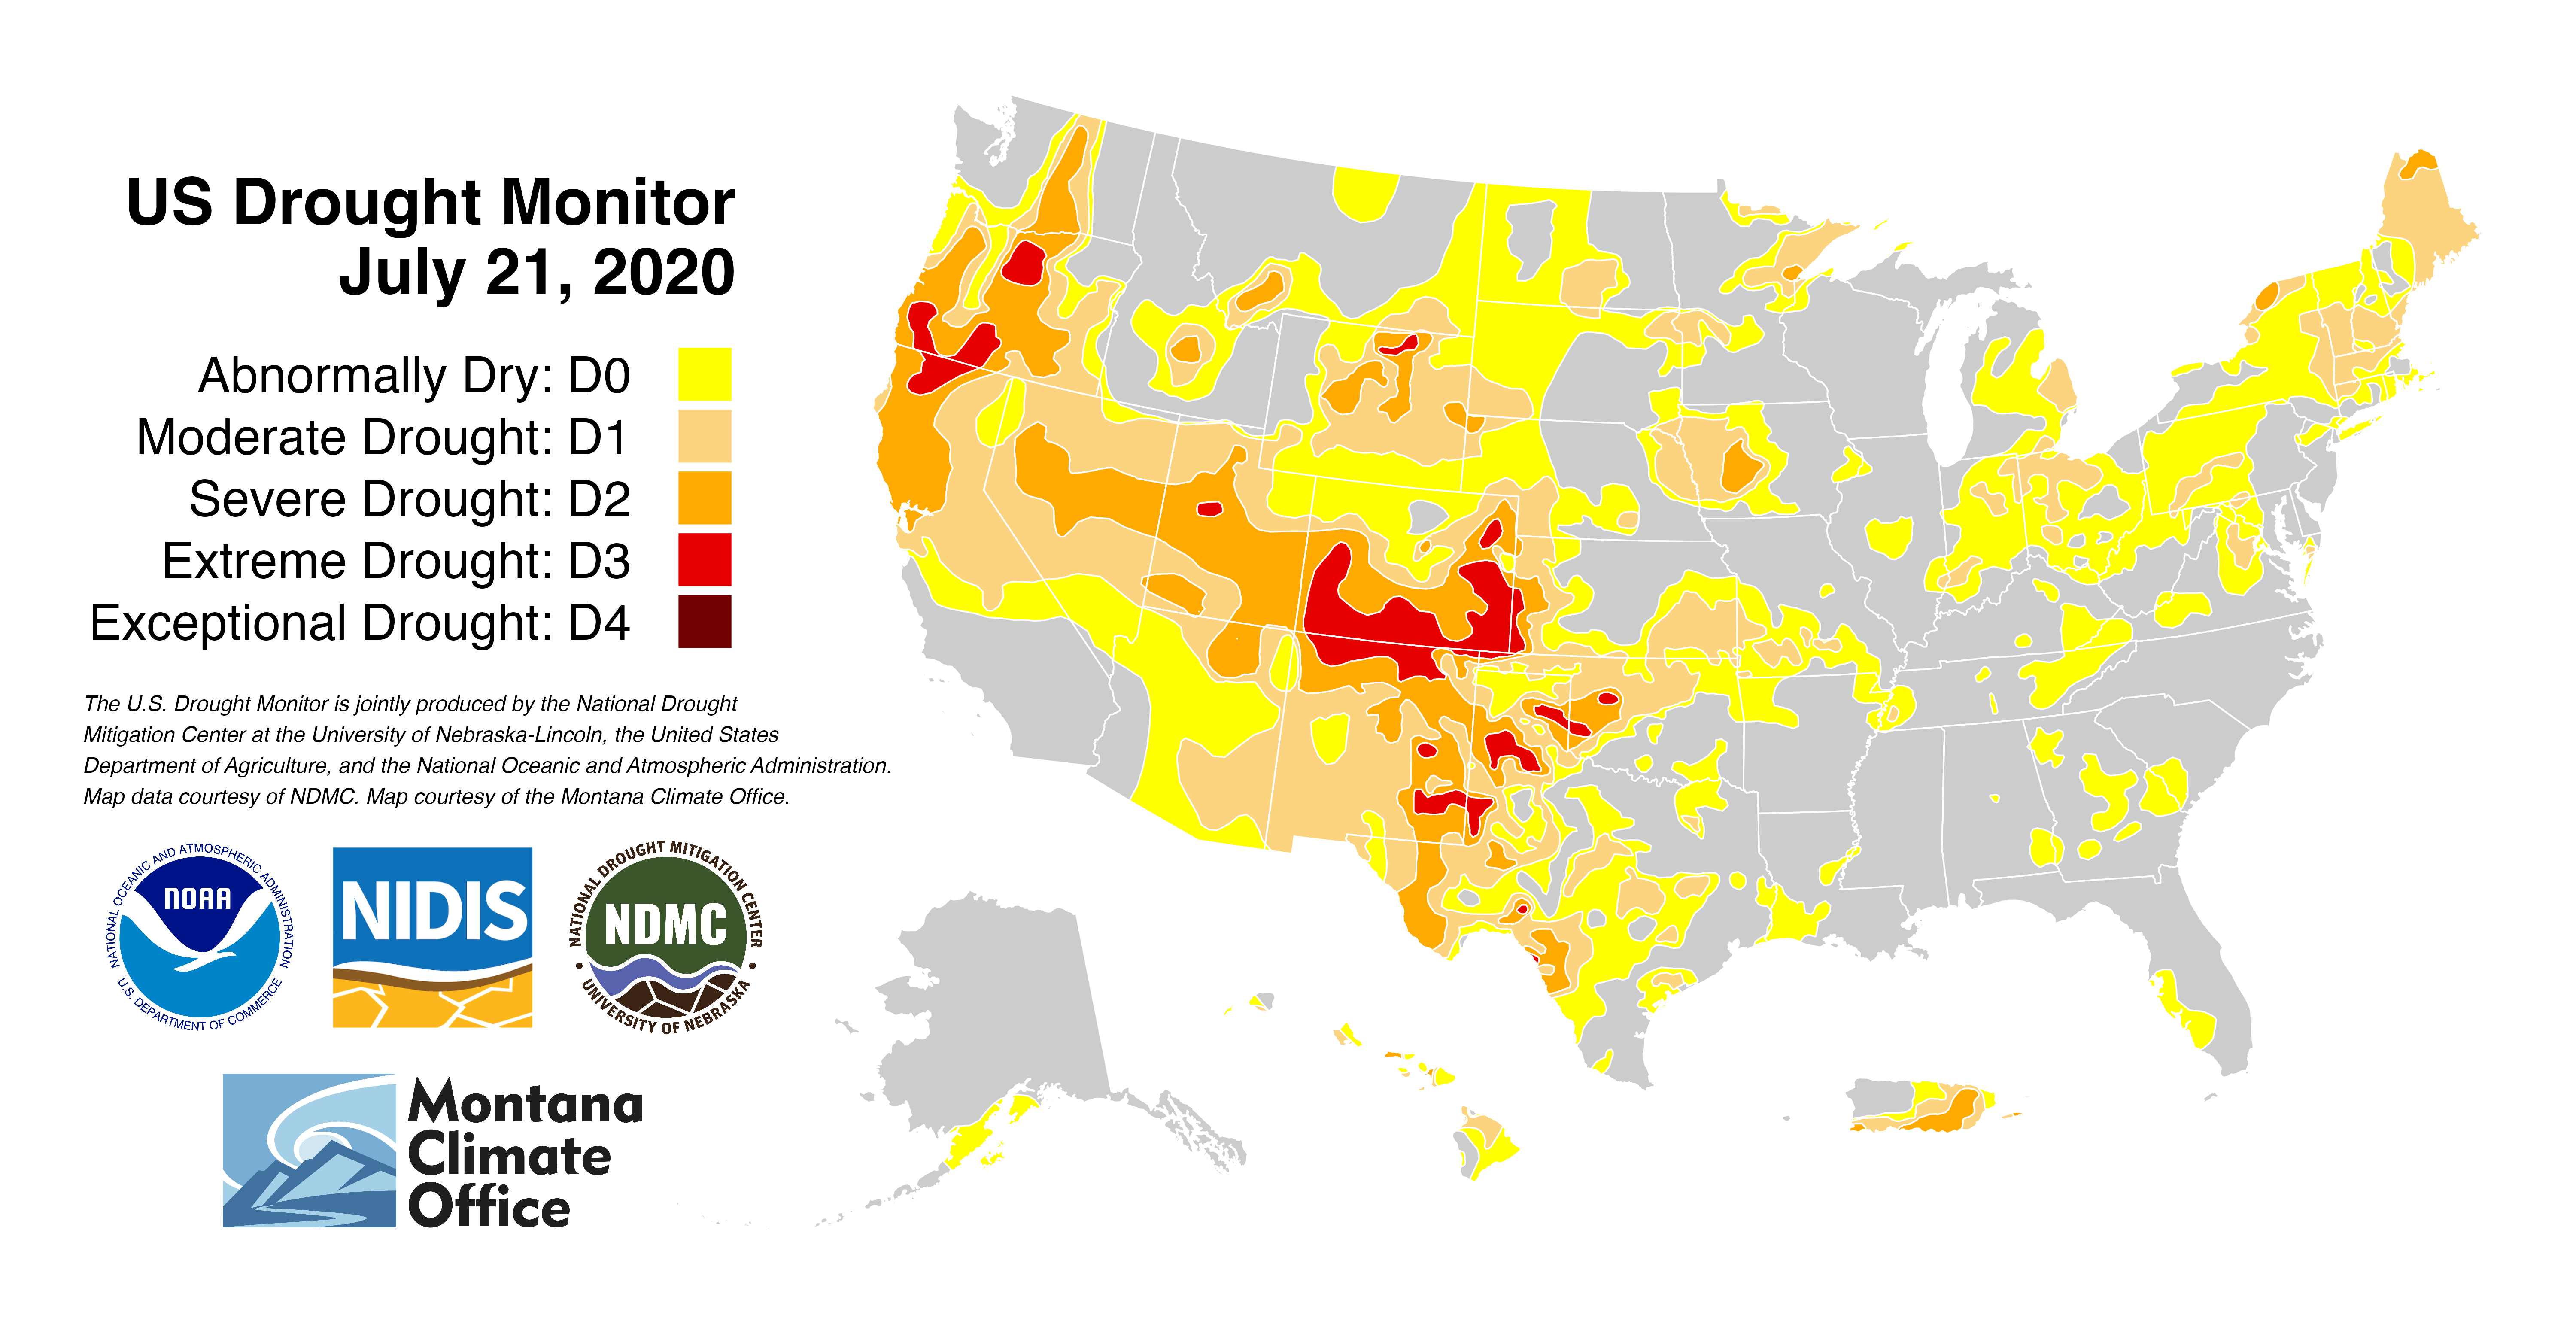 US Drought Monitor
July 21, 2020
Abnormally Dry: D0
Moderate Drought: D1
Severe Drought: D2
Extreme Drought: D3
Exceptional Drought: D4
The U.S. Drought Monitor is jointly produced by the National Drought
Mitigation Center at the University of Nebraska-Lincoln, the United States
Department of Agriculture, and the National Oceanic and Atmospheric Administration.
Map data courtesy of NDMC. Map courtesy of the Montana Climate Office.
NATIONAL OCEANIC AND ATMOSPHERIC ADMINISTRATION
NOAA
U.S. DEPARTMENT OF COMMERCE
NIDIS
NATIONAL DROUGHT MITIGATION CENTER
NDMC
UNIVERSITY OF NEBRASKA
Montana
Climate
Office